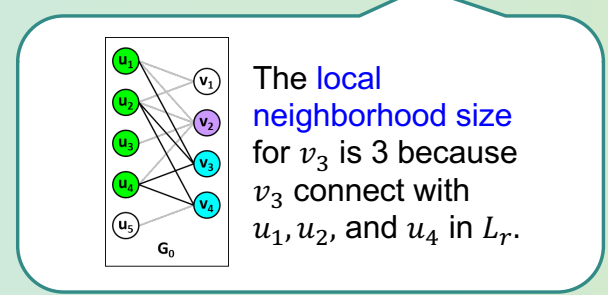 u1
u2
u3
u4
u5
v1
v2
v3
v4
G0
The local
neighborhood size
for 𝑣3 is 3 because
𝑣3 connect with
𝑢1, 𝑢2, and 𝑢4 in 𝐿𝑟.